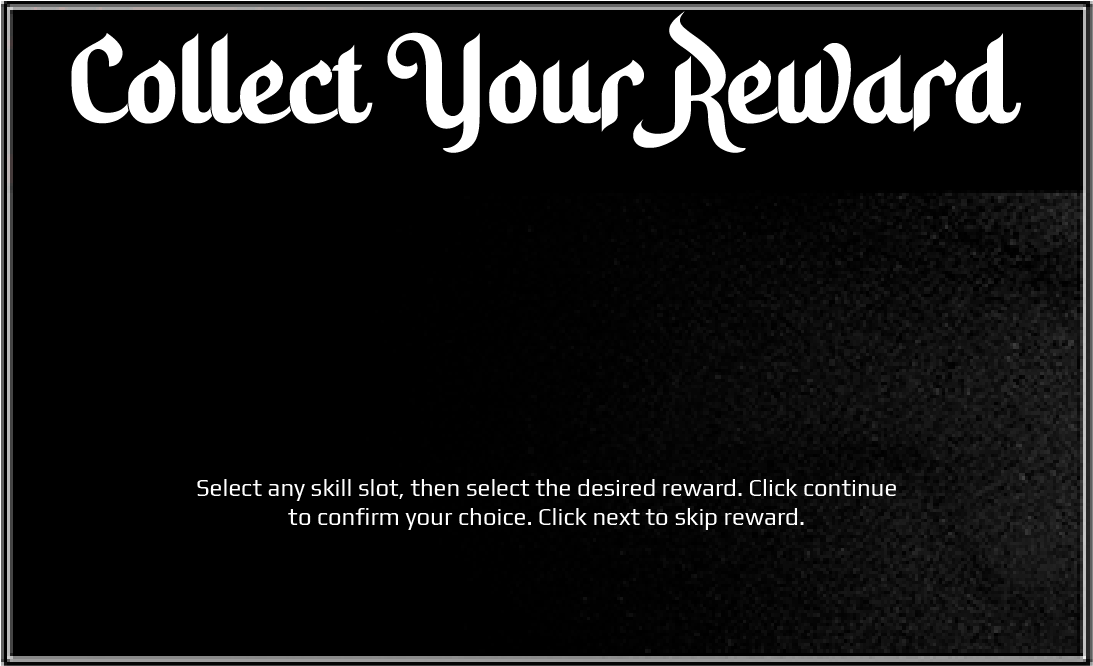 Collect Your Reward
Select any skill slot, then select the desired reward. Click continue
to confirm your choice. Click next to skip reward.